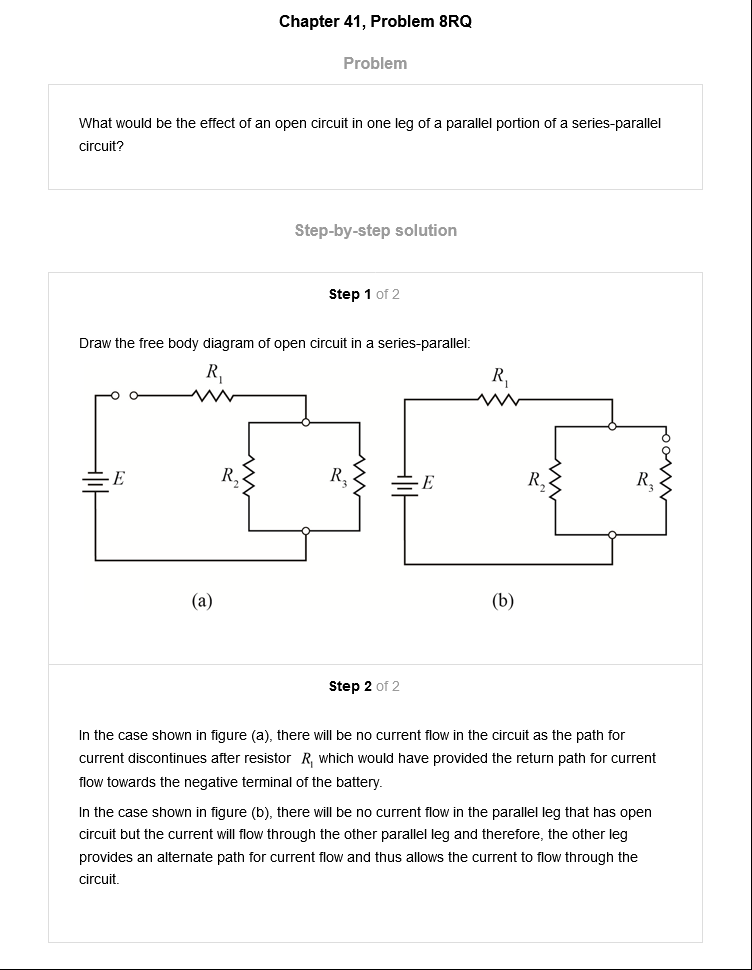 Chapter 41, Problem 8RQ
Problem
What would be the effect of an open circuit in one leg of a parallel portion of a series-parallel
circuit?
Step-by-step solution
Step 1 of 2
Draw the free body diagram of open circuit in a series-parallel:
R₁
E
R₂
R₃
(a)
R₁
E
R₂
R₃
(b)
Step 2 of 2
In the case shown in figure (a), there will be no current flow in the circuit as the path for
current discontinues after resistor R₁ which would have provided the return path for current
flow towards the negative terminal of the battery.
In the case shown in figure (b), there will be no current flow in the parallel leg that has open
circuit but the current will flow through the other parallel leg and therefore, the other leg
provides an alternate path for current flow and thus allows the current to flow through the
circuit.